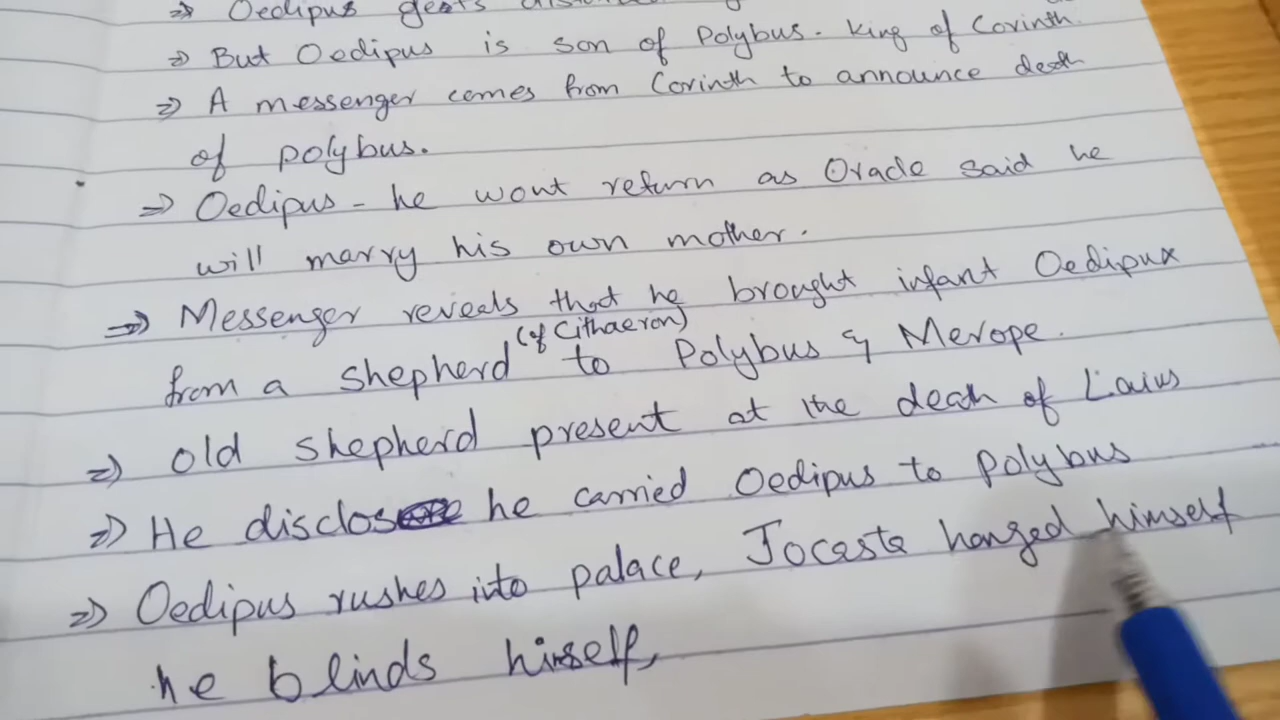 ⇒ Oedipus gets
⇒ But Oedipus is son of Polybus. King of Corinth.
⇒ A messenger comes from Corinth to announce death
of polybus.
⇒ Oedipus - he wont return as Oracle said he
will marry his own mother.
⇒ Messenger reveals that he brought infant Oedipux
(of Cithaeron)
from a shepherd to Polybus & Merope.
⇒ old shepherd present at the death of Laius
⇒ He disclose he carried Oedipus to polybus
⇒ Oedipus rushes into palace, Jocasta hanged himself
he blinds himself,